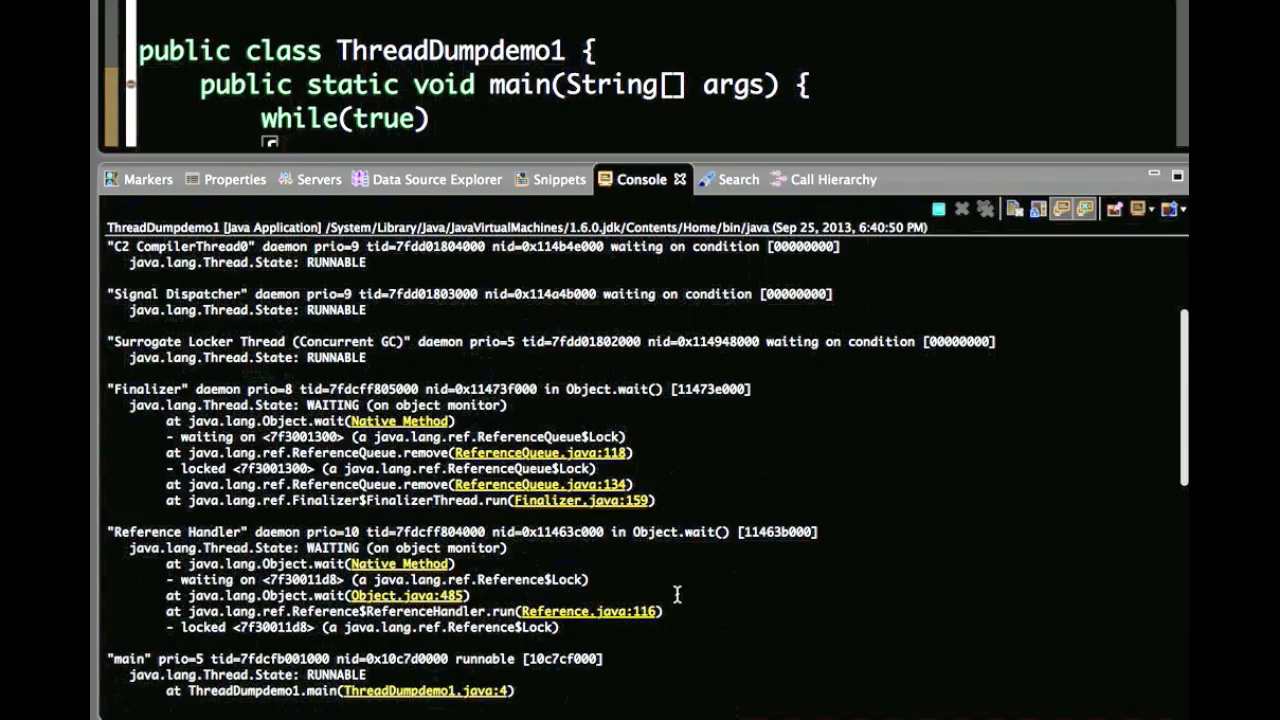 public class ThreadDumpdemo1 {
public static void main(String[] args) {
while(true)
{
Markers Properties Servers Data Source Explorer Snippets Console Search Call Hierarchy
ThreadDumpdemo1 [Java Application] /System/Library/Java/JavaVirtualMachines/1.6.0.jdk/Contents/Home/bin/java (Sep 25, 2013, 6:40:50 PM)
"C2 CompilerThread0" daemon prio=9 tid=7fdd01804000 nid=0x114b4e000 waiting on condition [00000000]
java.lang.Thread.State: RUNNABLE
"Signal Dispatcher" daemon prio=9 tid=7fdd01803000 nid=0x114a4b000 waiting on condition [00000000]
java.lang.Thread.State: RUNNABLE
"Surrogate Locker Thread (Concurrent GC)" daemon prio=5 tid=7fdd01802000 nid=0x114948000 waiting on condition [00000000]
java.lang.Thread.State: RUNNABLE
"Finalizer" daemon prio=8 tid=7fdcff805000 nid=0x11473f000 in Object.wait() [11473e000]
java.lang.Thread.State: WAITING (on object monitor)
at java.lang.Object.wait(Native Method)
- waiting on <7f3001300> (a java.lang.ref.ReferenceQueue$Lock)
at java.lang.ref.ReferenceQueue.remove(ReferenceQueue.java:118)
- locked <7f3001300> (a java.lang.ref.ReferenceQueue$Lock)
at java.lang.ref.ReferenceQueue.remove(ReferenceQueue.java:134)
at java.lang.ref.Finalizer$FinalizerThread.run(Finalizer.java:159)
"Reference Handler" daemon prio=10 tid=7fdcff804000 nid=0x11463c000 in Object.wait() [11463b000]
java.lang.Thread.State: WAITING (on object monitor)
at java.lang.Object.wait(Native Method)
- waiting on <7f30011d8> (a java.lang.ref.Reference$Lock)
at java.lang.Object.wait(Object.java:485)
at java.lang.ref.Reference$ReferenceHandler.run(Reference.java:116)
- locked <7f30011d8> (a java.lang.ref.Reference$Lock)
"main" prio=5 tid=7fdcfb001000 nid=0x10c7d0000 runnable [10c7cf000]
java.lang.Thread.State: RUNNABLE
at ThreadDumpdemo1.main(ThreadDumpdemo1.java:4)